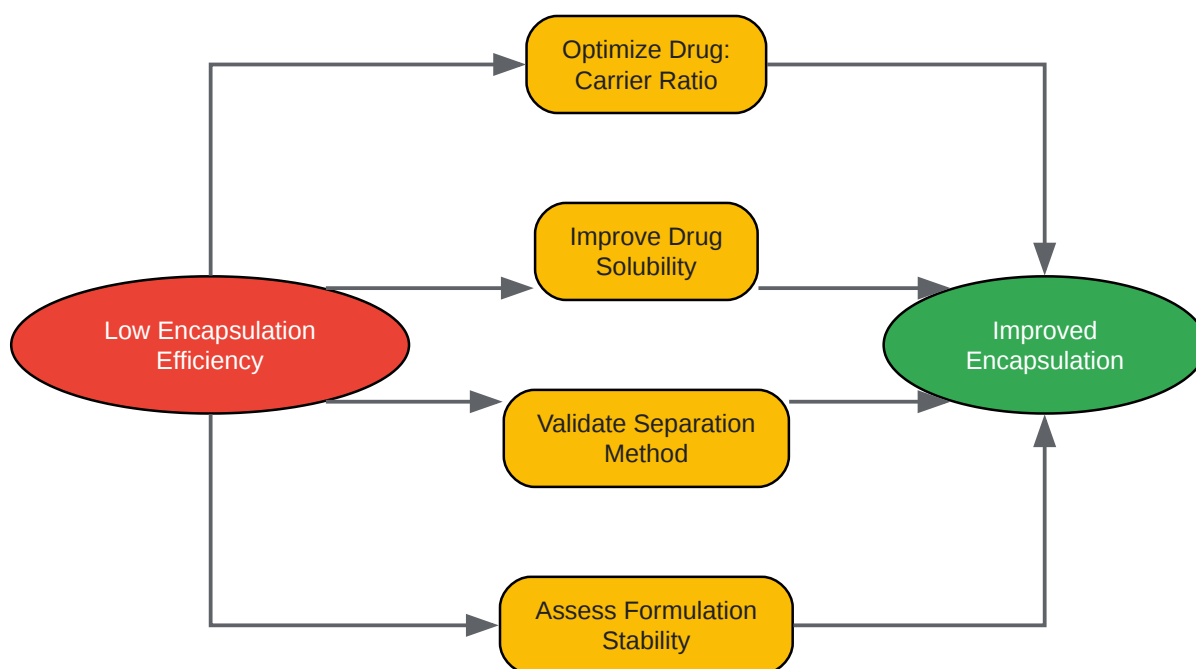 Optimize Drug:
Carrier Ratio
Improve Drug
Solubility
Low Encapsulation
Efficiency
Improved
Encapsulation
Validate Separation
Method
Assess Formulation
Stability